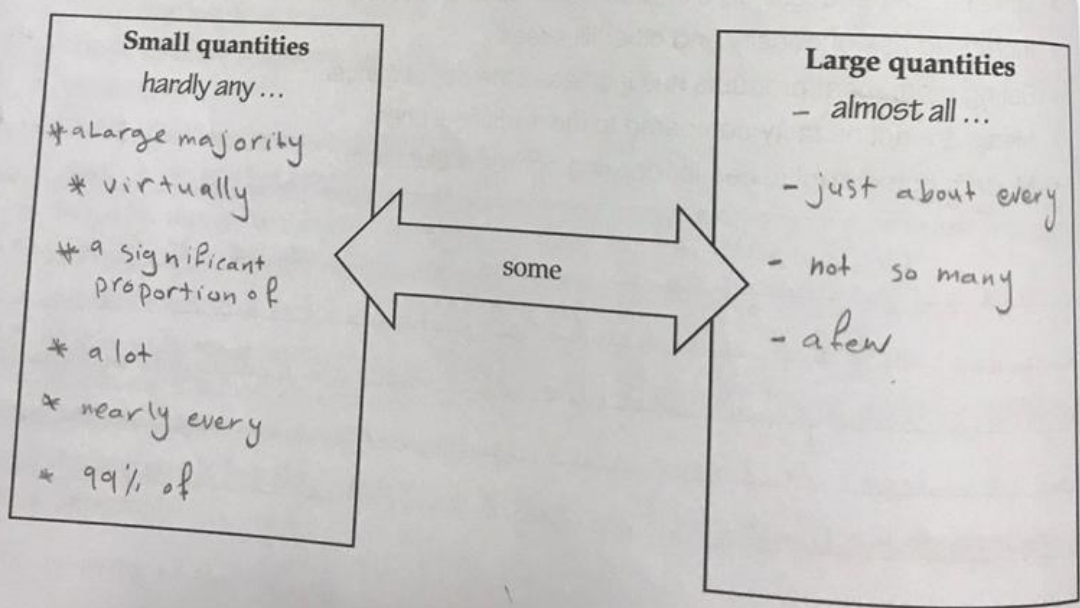 Small quantities
hardly any ...
* a Large majority
* virtually
* a significant
proportion of
* a lot
* nearly every
* 99% of
some
Large quantities
- almost all ...
- just about every
- not so many
- a few